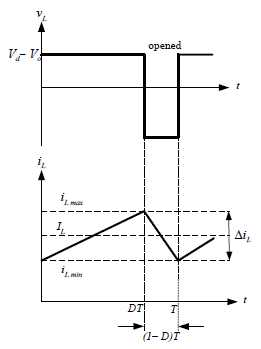 v_L
opened
V_d – V_o
t
i_L
i_L max
I_L
Δi_L
i_L min
DT T t
(1– D)T